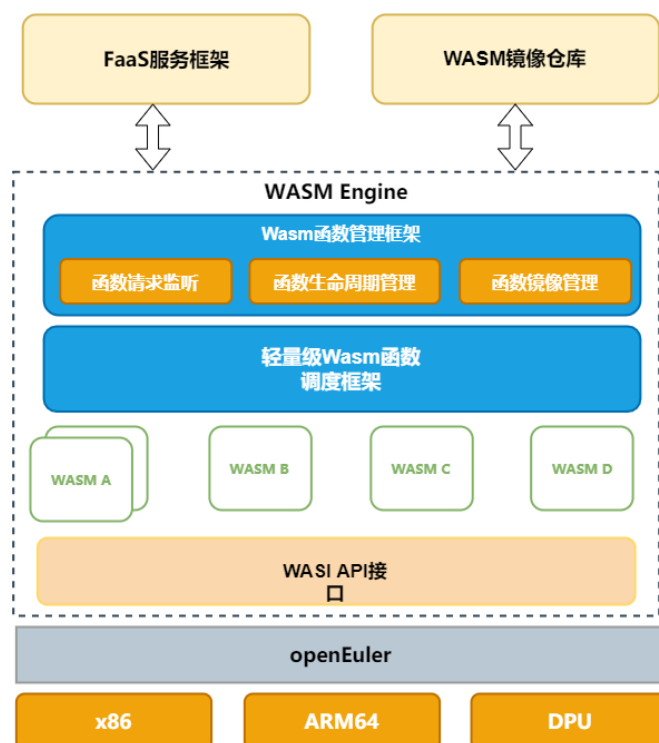 FaaS服务框架
WASM镜像仓库
WASM Engine
Wasm函数管理框架
函数请求监听
函数生命周期管理
函数镜像管理
轻量级Wasm函数
调度框架
WASM A
WASM B
WASM C
WASM D
WASI API接
口
openEuler
x86
ARM64
DPU